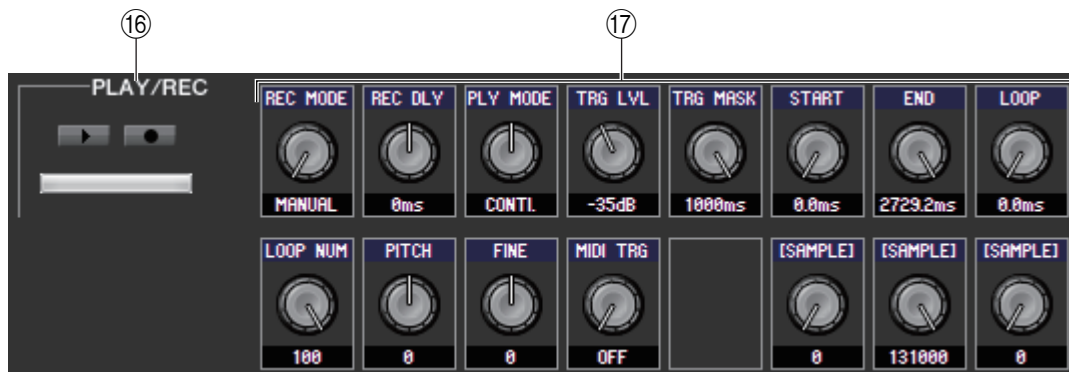 ⑯ ⑰
PLAY/REC
REC MODE REC DLY PLY MODE TRG LVL TRG MASK START END LOOP
MANUAL 0ms CONTI. -35dB 1000ms 0.0ms 2729.2ms 0.0ms
LOOP NUM PITCH FINE MIDI TRG [SAMPLE] [SAMPLE] [SAMPLE]
100 0 0 OFF 0 131000 0